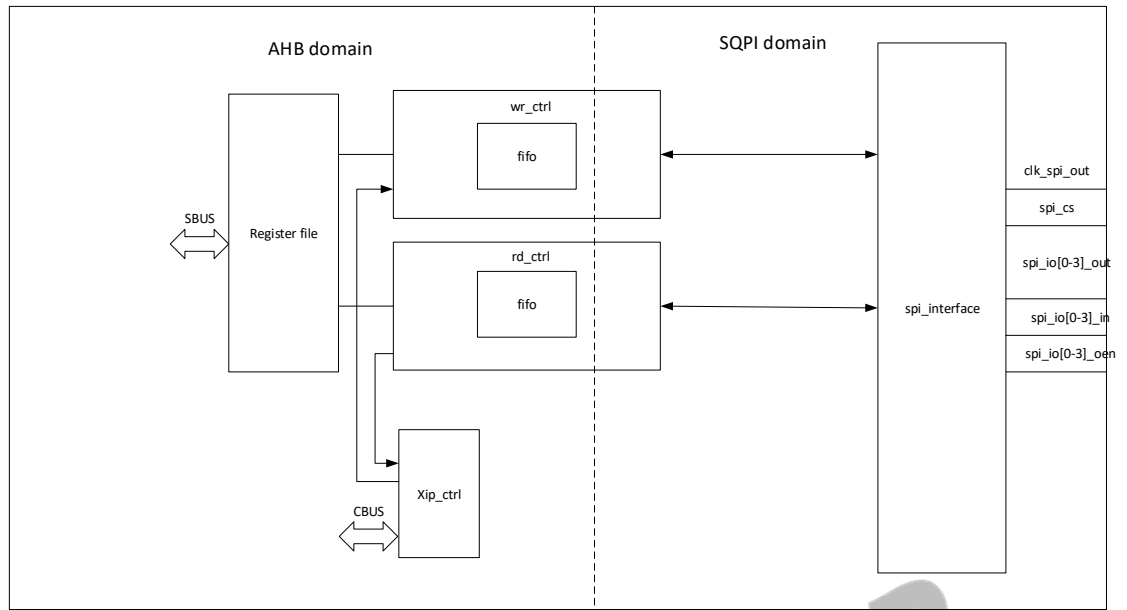 AHB domain
SQPI domain
wr_ctrl
fifo
clk_spi_out
spi_cs
SBUS
Register file
rd_ctrl
fifo
spi_io[0-3]_out
spi_interface
spi_io[0-3]_in
spi_io[0-3]_oen
Xip_ctrl
CBUS